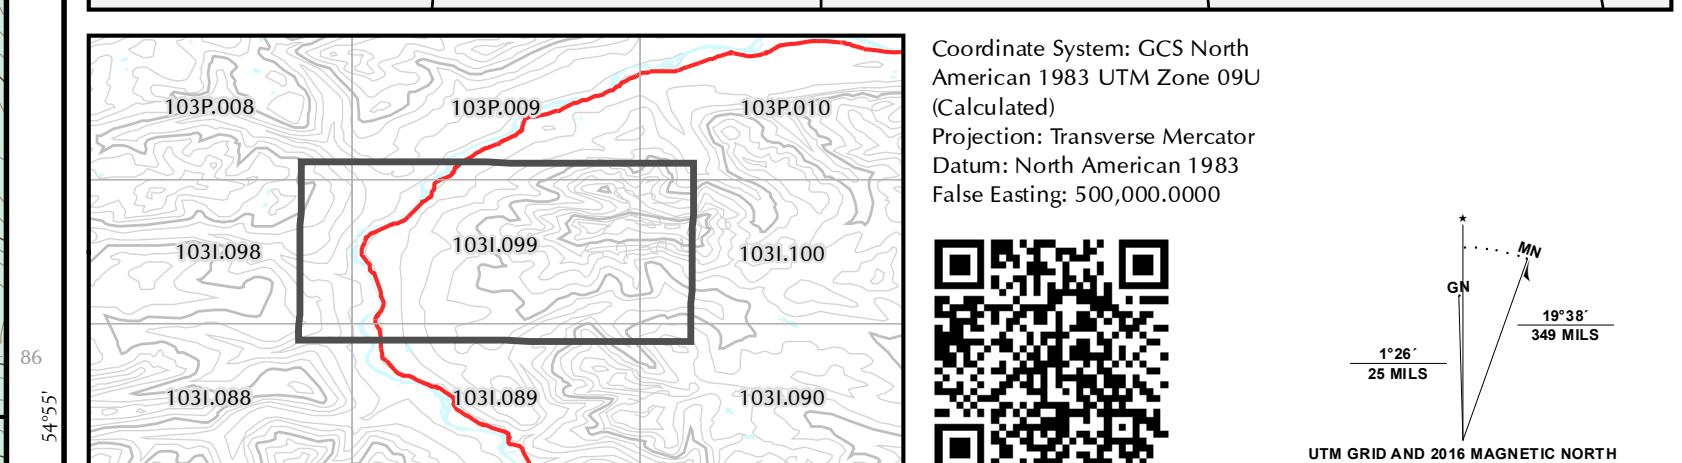 103P.008
103P.009
103P.010
103I.098
103I.099
103I.100
103I.088
103I.089
103I.090
86
54°55"
Coordinate System: GCS North
American 1983 UTM Zone 09U
(Calculated)
Projection: Transverse Mercator
Datum: North American 1983
False Easting: 500,000.0000
MN
GN
19°38´
349 MILS
1°26´
25 MILS
UTM GRID AND 2016 MAGNETIC NORTH